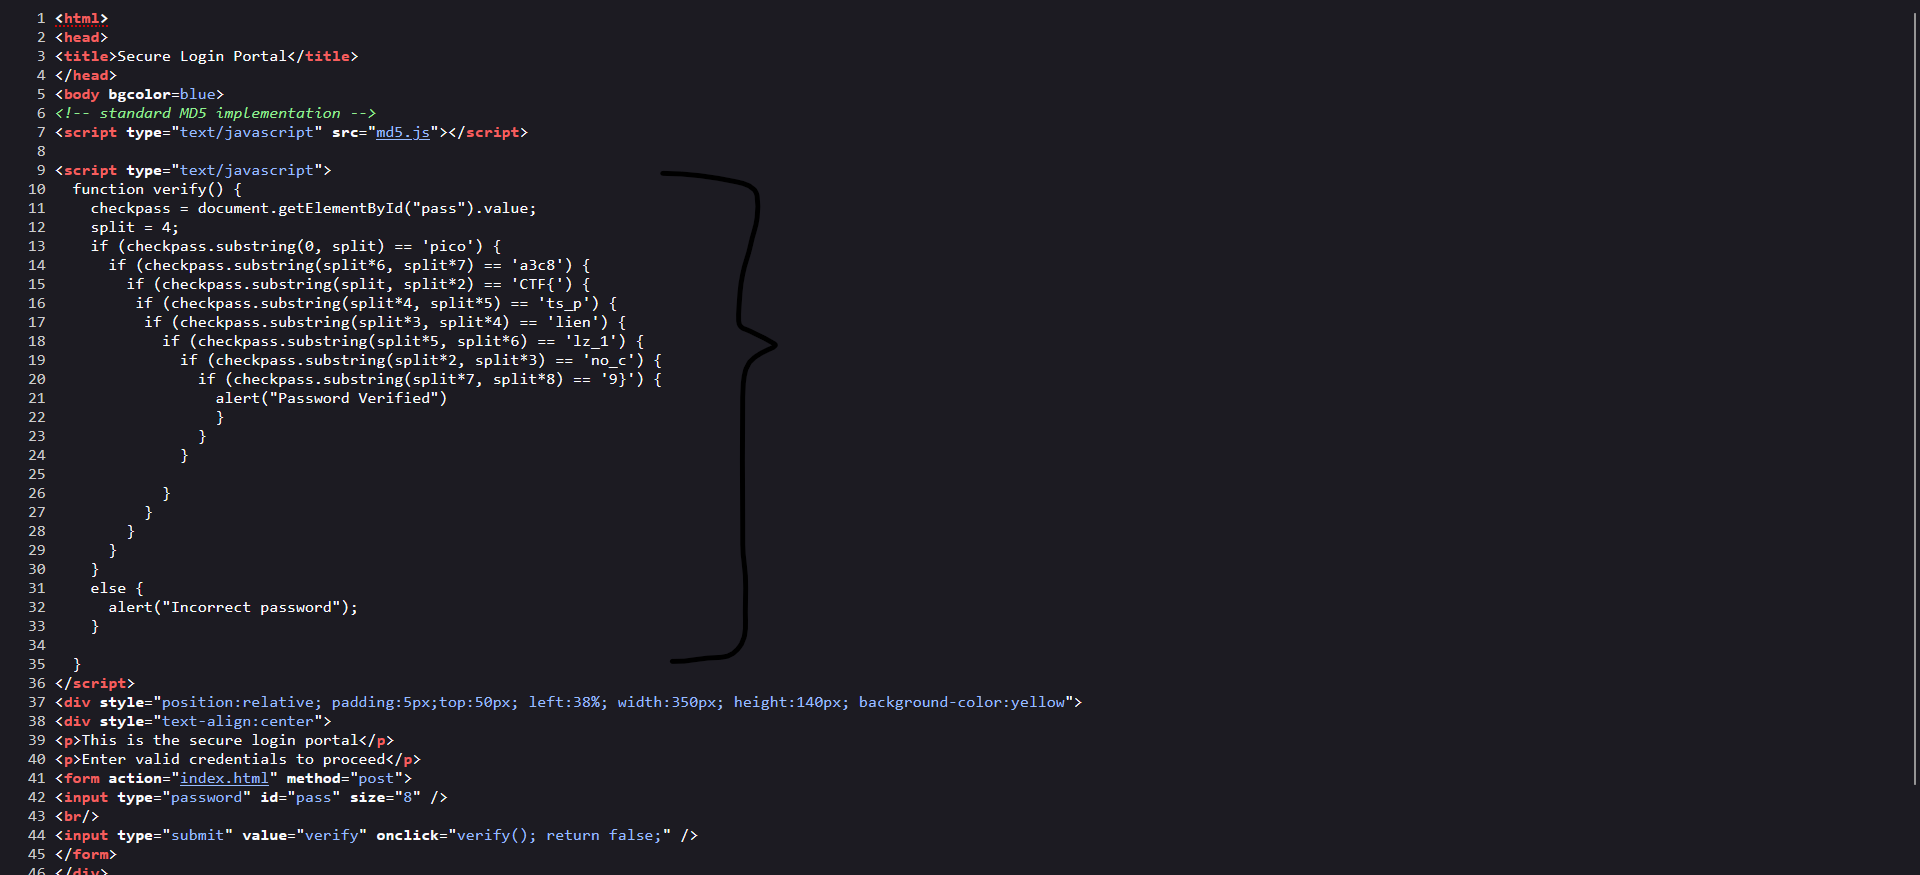 1 <html>
2 <head>
3 <title>Secure Login Portal</title>
4 </head>
5 <body bgcolor=blue>
6 <!-- standard MD5 implementation -->
7 <script type="text/javascript" src="md5.js"></script>
8
9 <script type="text/javascript">
10   function verify() {
11     checkpass = document.getElementById("pass").value;
12     split = 4;
13     if (checkpass.substring(0, split) == 'pico') {
14       if (checkpass.substring(split*6, split*7) == 'a3c8') {
15         if (checkpass.substring(split, split*2) == 'CTF{') {
16          if (checkpass.substring(split*4, split*5) == 'ts_p') {
17           if (checkpass.substring(split*3, split*4) == 'lien') {
18             if (checkpass.substring(split*5, split*6) == 'lz_1') {
19               if (checkpass.substring(split*2, split*3) == 'no_c') {
20                 if (checkpass.substring(split*7, split*8) == '9}') {
21                   alert("Password Verified")
22                   }
23                 }
24               }
25
26             }
27           }
28         }
29       }
30     }
31     else {
32       alert("Incorrect password");
33     }
34
35   }
36 </script>
37 <div style="position:relative; padding:5px;top:50px; left:38%; width:350px; height:140px; background-color:yellow">
38 <div style="text-align:center">
39 <p>This is the secure login portal</p>
40 <p>Enter valid credentials to proceed</p>
41 <form action="index.html" method="post">
42 <input type="password" id="pass" size="8" />
43 <br/>
44 <input type="submit" value="verify" onclick="verify(); return false;" />
45 </form>
46 </div>